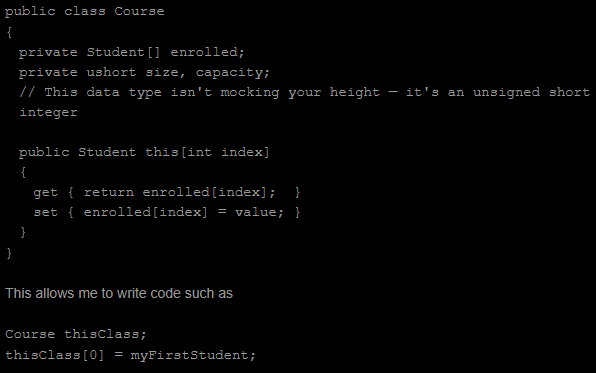 public class Course
{
private Student[] enrolled;
private ushort size, capacity;
// This data type isn't mocking your height — it's an unsigned short
integer
public Student this[int index]
{
get { return enrolled[index];  }
set { enrolled[index] = value; }
}
}
This allows me to write code such as
Course thisClass;
thisClass[0] = myFirstStudent;